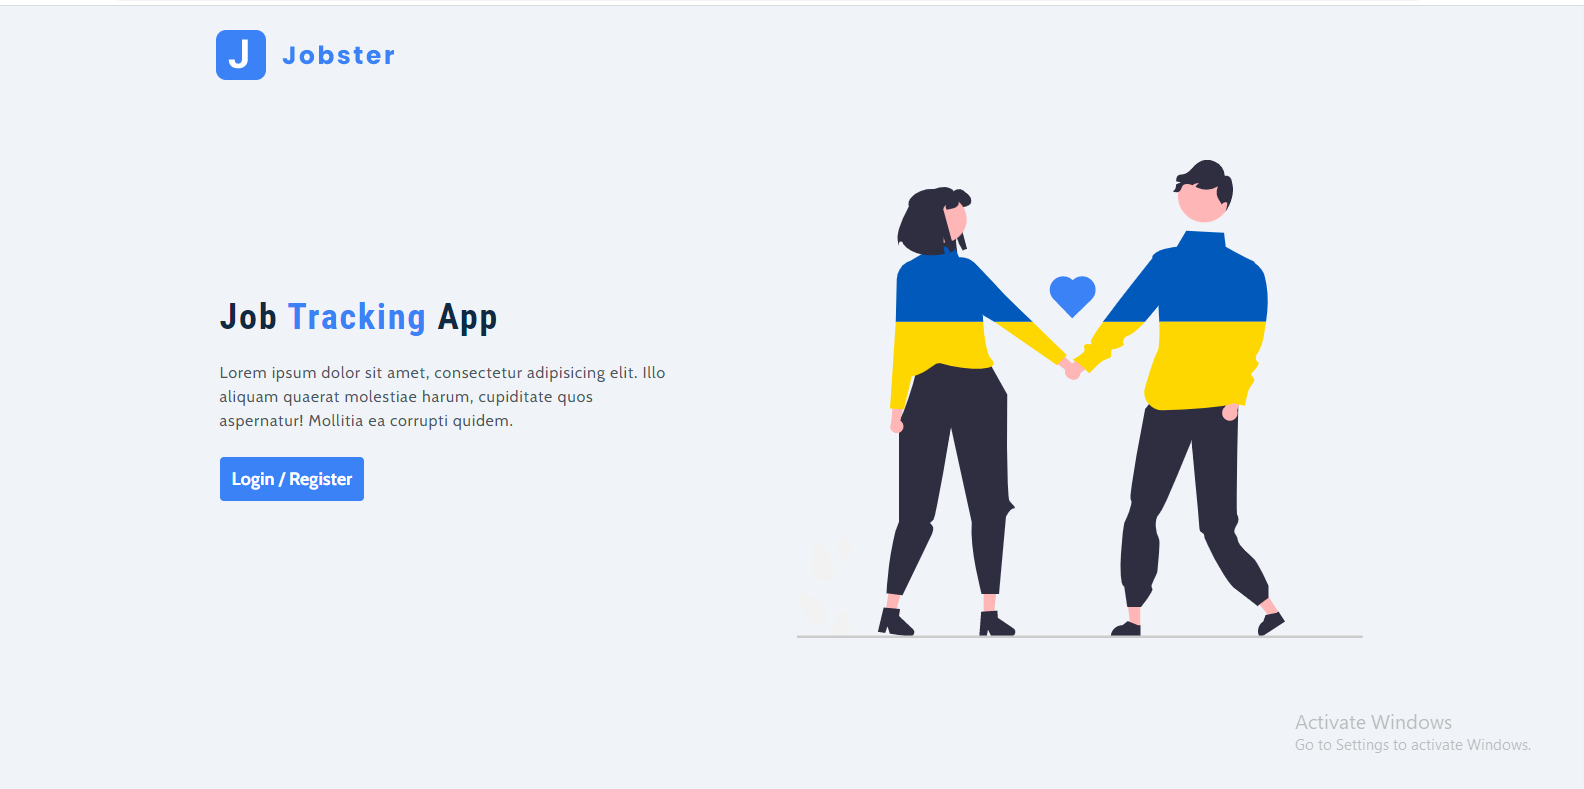 J Jobster
Job Tracking App
Lorem ipsum dolor sit amet, consectetur adipisicing elit. Illo
aliquam quaerat molestiae harum, cupiditate quos
aspernatur! Mollitia ea corrupti quidem.
Login / Register
Activate Windows
Go to Settings to activate Windows.